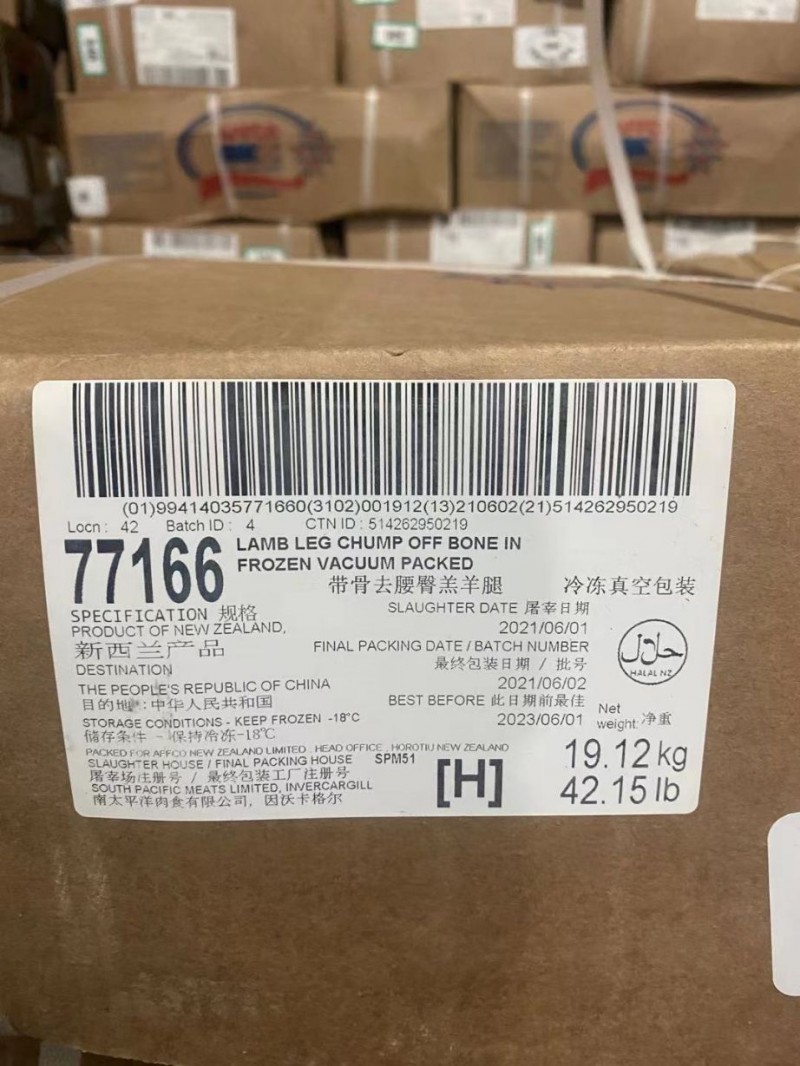 (01)99414035771660(3102)001912(13)210602(21)514262950219
Locn : 42 Batch ID : 4 CTN ID : 514262950219
77166
LAMB LEG CHUMP OFF BONE IN
FROZEN VACUUM PACKED
带骨去腰臀羔羊腿 冷冻真空包装
SPECIFICATION 规格
PRODUCT OF NEW ZEALAND,
新西兰产品
DESTINATION
THE PEOPLE'S REPUBLIC OF CHINA
目的地:中华人民共和国
STORAGE CONDITIONS - KEEP FROZEN -18°C
储存条件 - 保持冷冻-18°C
PACKED FOR AFFCO NEW ZEALAND LIMITED . HEAD OFFICE . HOROTIU NEW ZEALAND
SLAUGHTER HOUSE / FINAL PACKING HOUSE SPM51
屠宰场注册号 / 最终包装工厂注册号
SOUTH PACIFIC MEATS LIMITED, INVERCARGILL
南太平洋肉食有限公司, 因沃卡格尔
SLAUGHTER DATE 屠宰日期
2021/06/01
FINAL PACKING DATE / BATCH NUMBER
最终包装日期 / 批号
2021/06/02
BEST BEFORE 此日期前最佳
2023/06/01
حلال
HALAL NZ
Net
weight: 净重
[H]
19.12 kg
42.15 lb